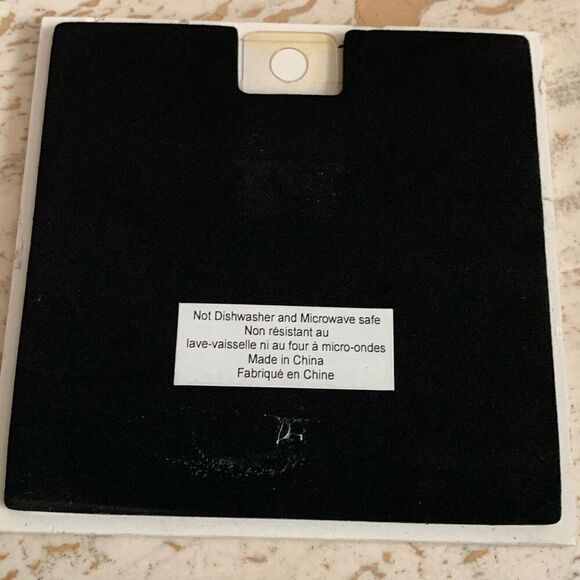 Not Dishwasher and Microwave safe
Non résistant au
lave-vaisselle ni au four à micro-ondes
Made in China
Fabriqué en Chine